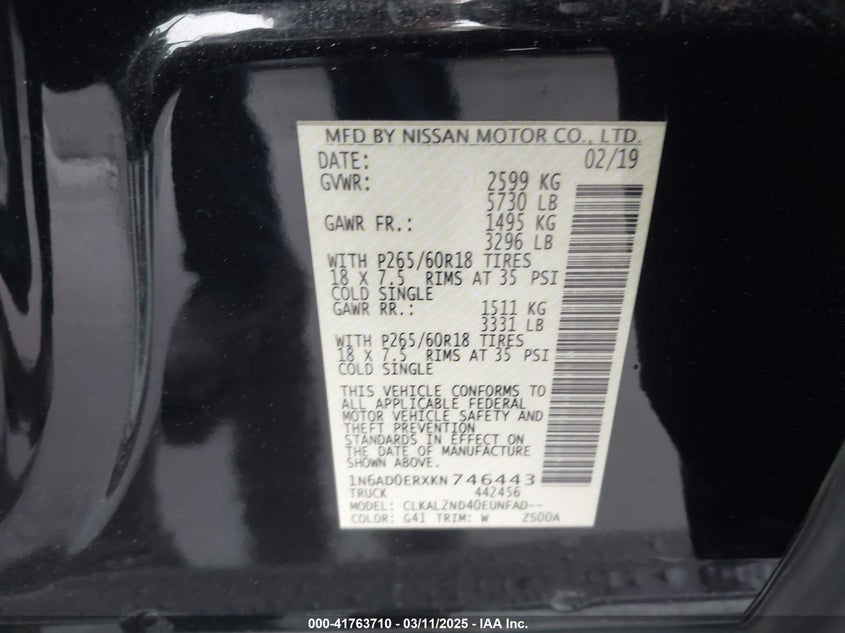 MFD BY NISSAN MOTOR CO., LTD.
DATE: 02/19
GVWR: 2599 KG
5730 LB
GAWR FR.: 1495 KG
3296 LB
WITH P265/60R18 TIRES
18 X 7.5 RIMS AT 35 PSI
COLD SINGLE
GAWR RR.: 1511 KG
3331 LB
WITH P265/60R18 TIRES
18 X 7.5 RIMS AT 35 PSI
COLD SINGLE
THIS VEHICLE CONFORMS TO
ALL APPLICABLE FEDERAL
MOTOR VEHICLE SAFETY AND
THEFT PREVENTION
STANDARDS IN EFFECT ON
THE DATE OF MANUFACTURE
SHOWN ABOVE.
1N6AD0ERXKN746443
TRUCK 442456
MODEL: CLKAL2ND40EUNFAD--
COLOR: G41 TRIM: W ZS00A
000-41763710 - 03/11/2025 - IAA Inc.